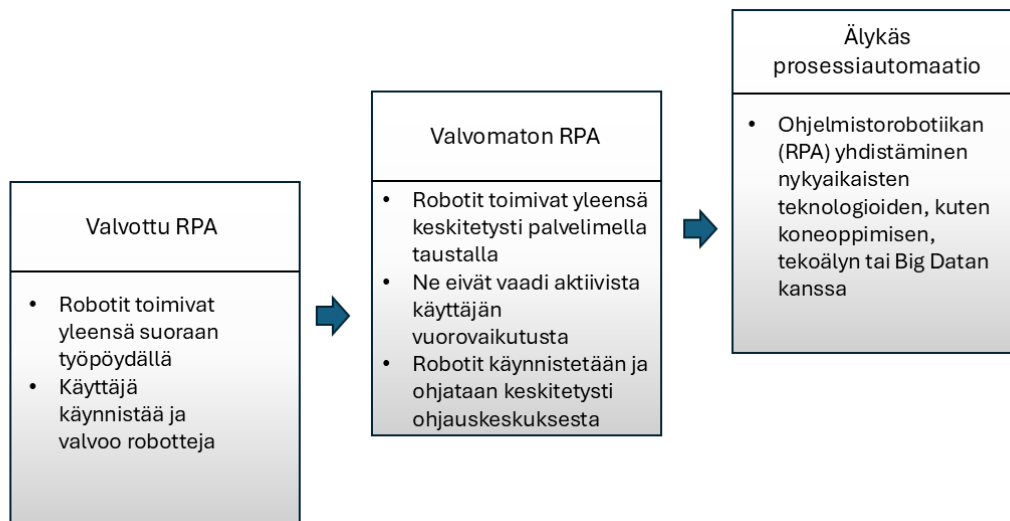 Valvottu RPA
• Robotit toimivat
yleensä suoraan
työpöydällä
• Käyttäjä
käynnistää ja
valvoo robotteja
Valvomaton RPA
• Robotit toimivat yleensä
keskitetysti palvelimella
taustalla
• Ne eivät vaadi aktiivista
käyttäjän
vuorovaikutusta
• Robotit käynnistetään ja
ohjataan keskitetysti
ohjauskeskuksesta
Älykäs
prosessiautomaatio
• Ohjelmistorobotiikan
(RPA) yhdistäminen
nykyaikaisten
teknologioiden, kuten
koneoppimisen,
tekoälyn tai Big Datan
kanssa